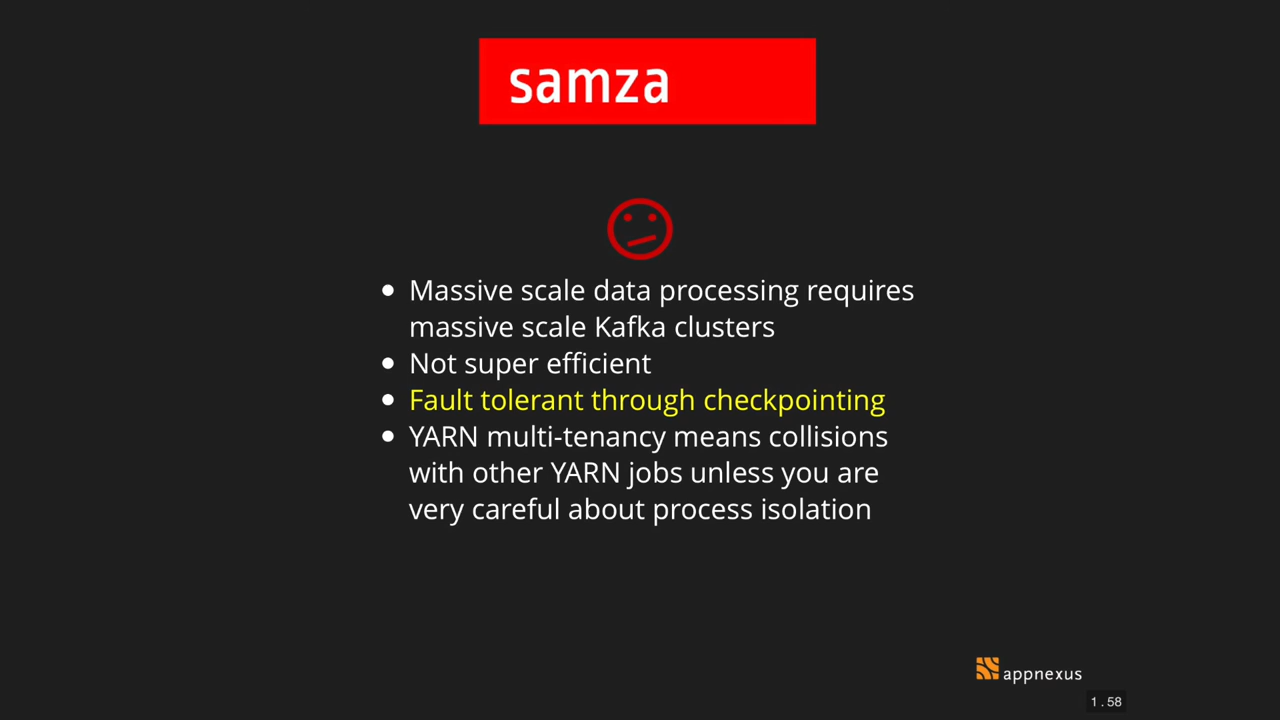 samza
Massive scale data processing requires
massive scale Kafka clusters
Not super efficient
Fault tolerant through checkpointing
YARN multi-tenancy means collisions
with other YARN jobs unless you are
very careful about process isolation
appnexus
1.58